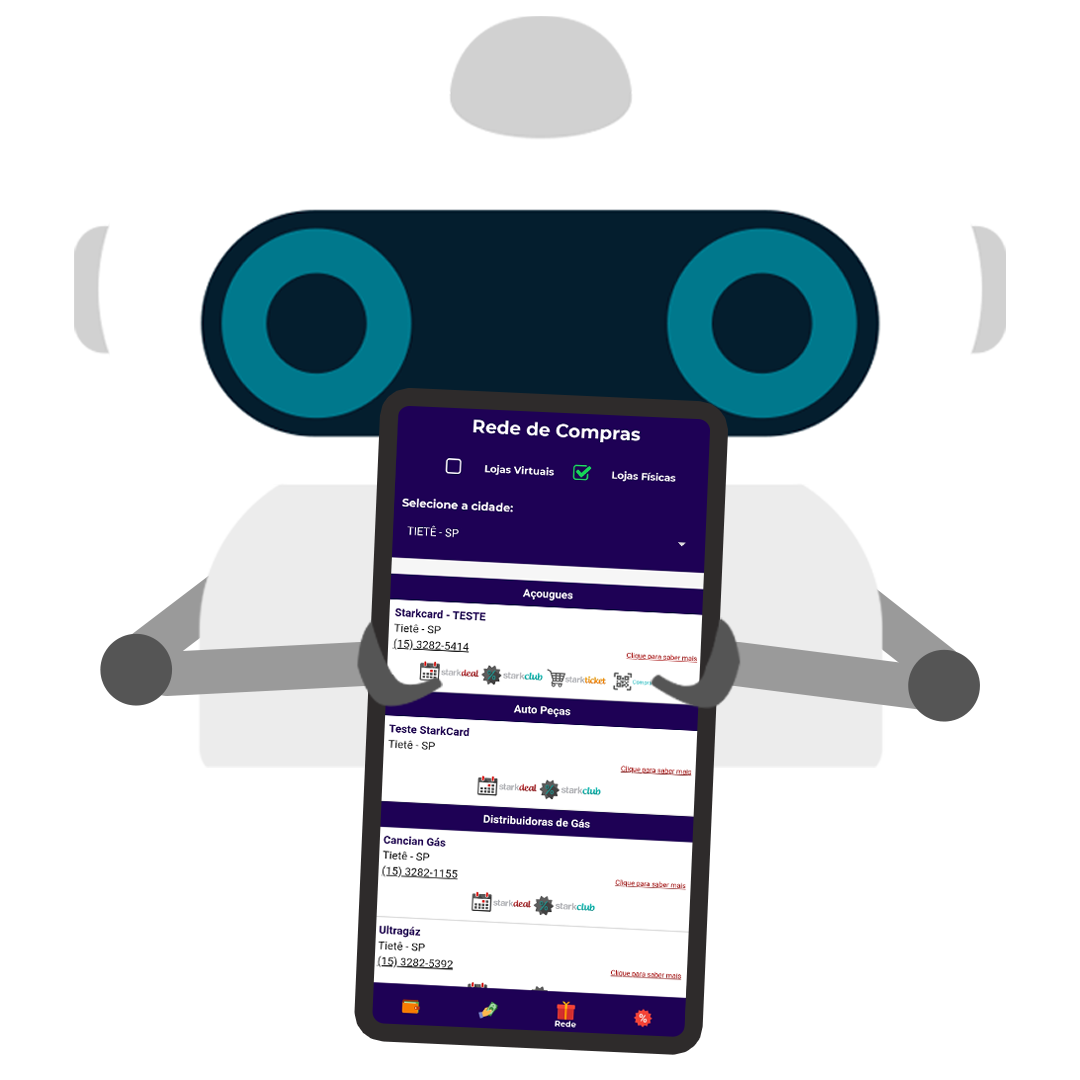 Rede de Compras
Lojas Virtuais Lojas Físicas
Selecione a cidade:
TIETÊ - SP
Açougues
Starkcard - TESTE
Tietê - SP
(15) 3282-5414
Clique para saber mais
starkdeal starkclub starkticket
Auto Peças
Teste StarkCard
Tietê - SP
Clique para saber mais
starkdeal % starkclub
Distribuidoras de Gás
Cancian Gás
Tietê - SP
(15) 3282-1155
Clique para saber mais
starkdeal % starkclub
Ultragáz
Tietê - SP
(15) 3282-5392
Clique para saber mais
Rede %